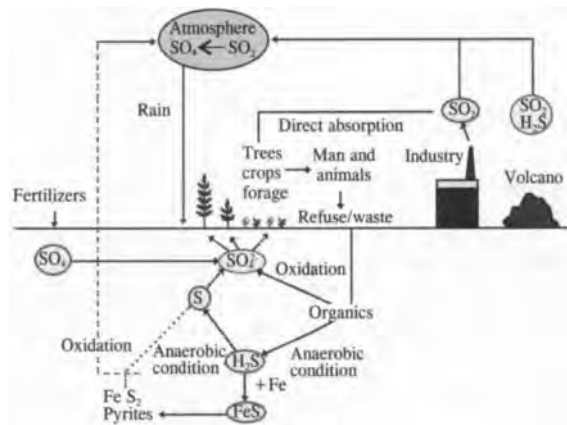 Atmosphere
SO₄ SO₂
Rain
SO₂
SO₂
H₂S
Direct absorption
Trees
crops
forage
Man and
animals
Industry
Volcano
Fertilizers
Refuse/waste
SO₄
SO₄
Oxidation
S
Organics
Oxidation
Anaerobic
condition
H₂S
Anaerobic
condition
+Fe
Fe S₂
Pyrites
FeS